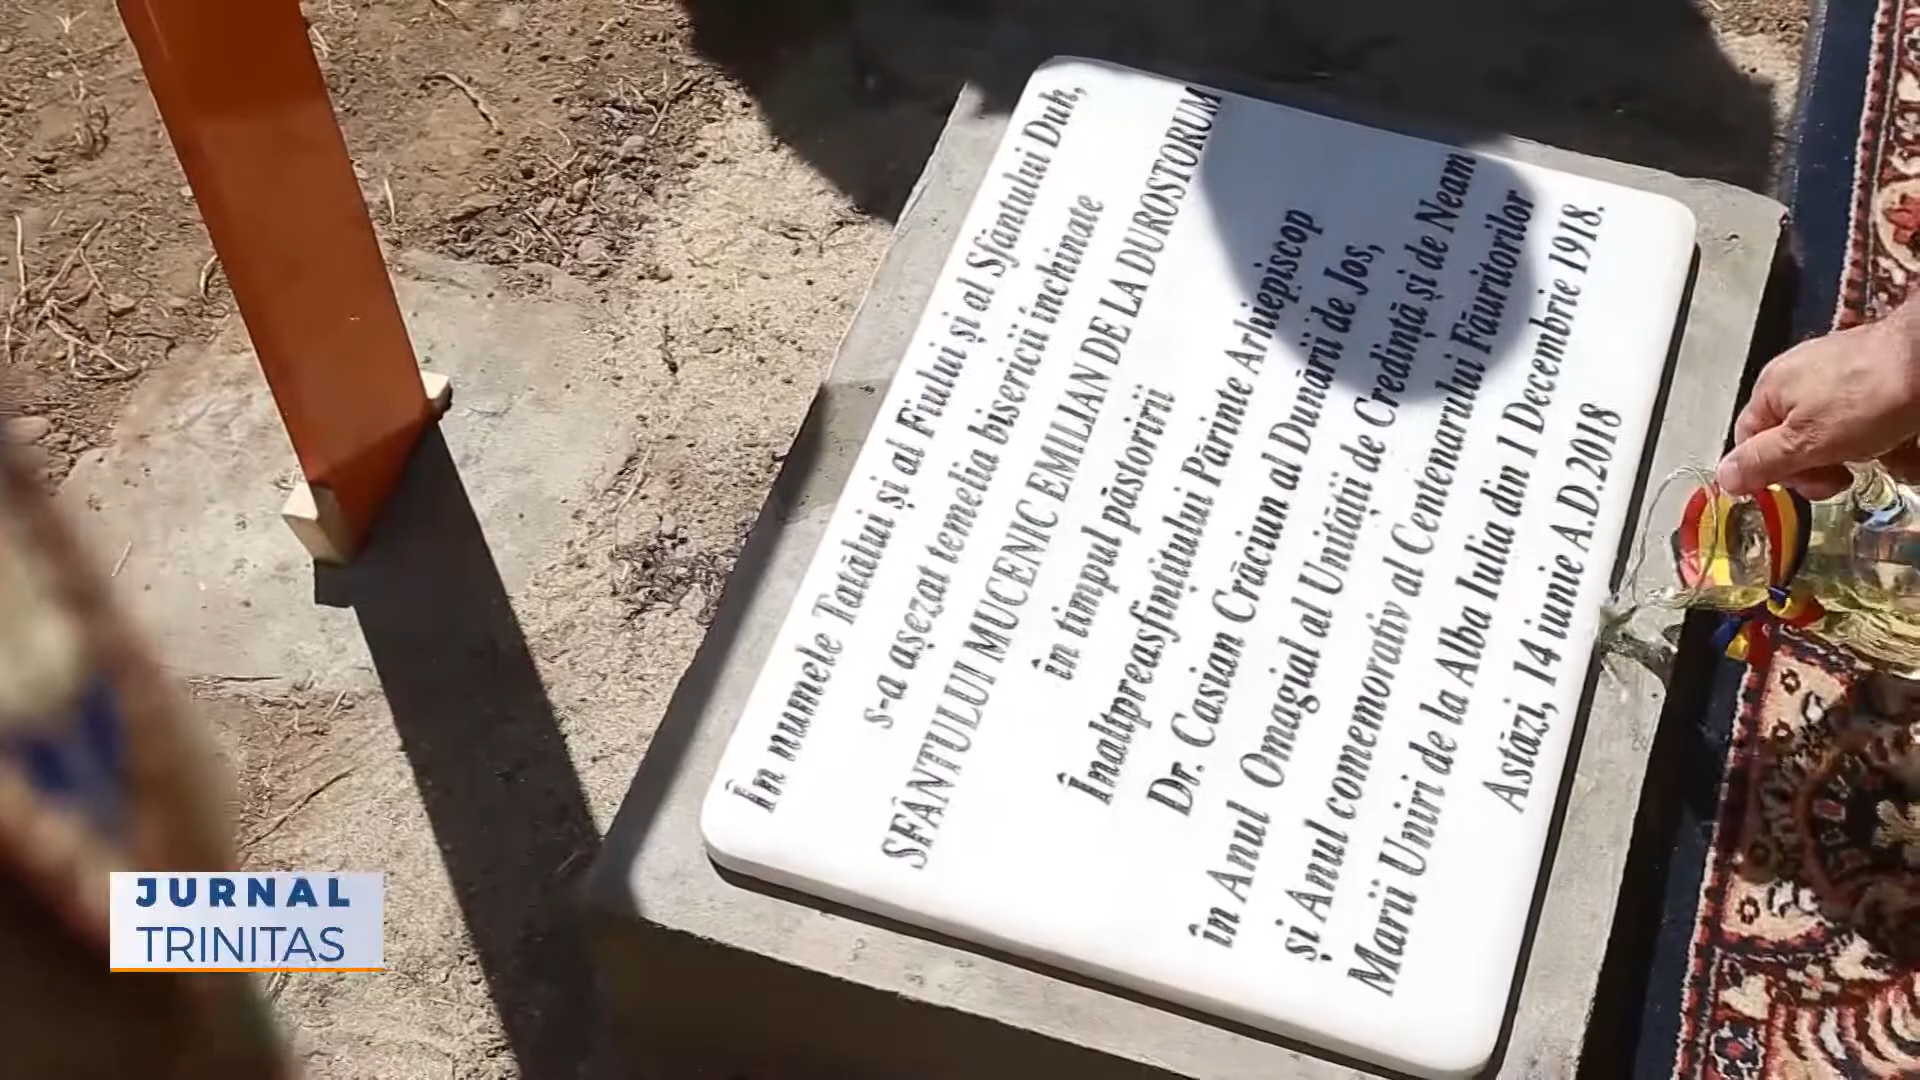 În numele Tatălui și al Fiului și al Sfântului Duh,
s-a așezat temelia bisericii închinate
SFÂNTULUI MUCENIC EMILIAN DE LA DUROSTORUM
în timpul păstoririi
Înaltpreasfințitului Părinte Arhiepiscop
Dr. Casian Crăciun al Dunării de Jos,
în Anul Omagial al Unității de Credință și de Neam
și Anul comemorativ al Centenarului Făuritorilor
Marii Uniri de la Alba Iulia din 1 Decembrie 1918.
Astăzi, 14 iunie A.D.2018
JURNAL
TRINITAS